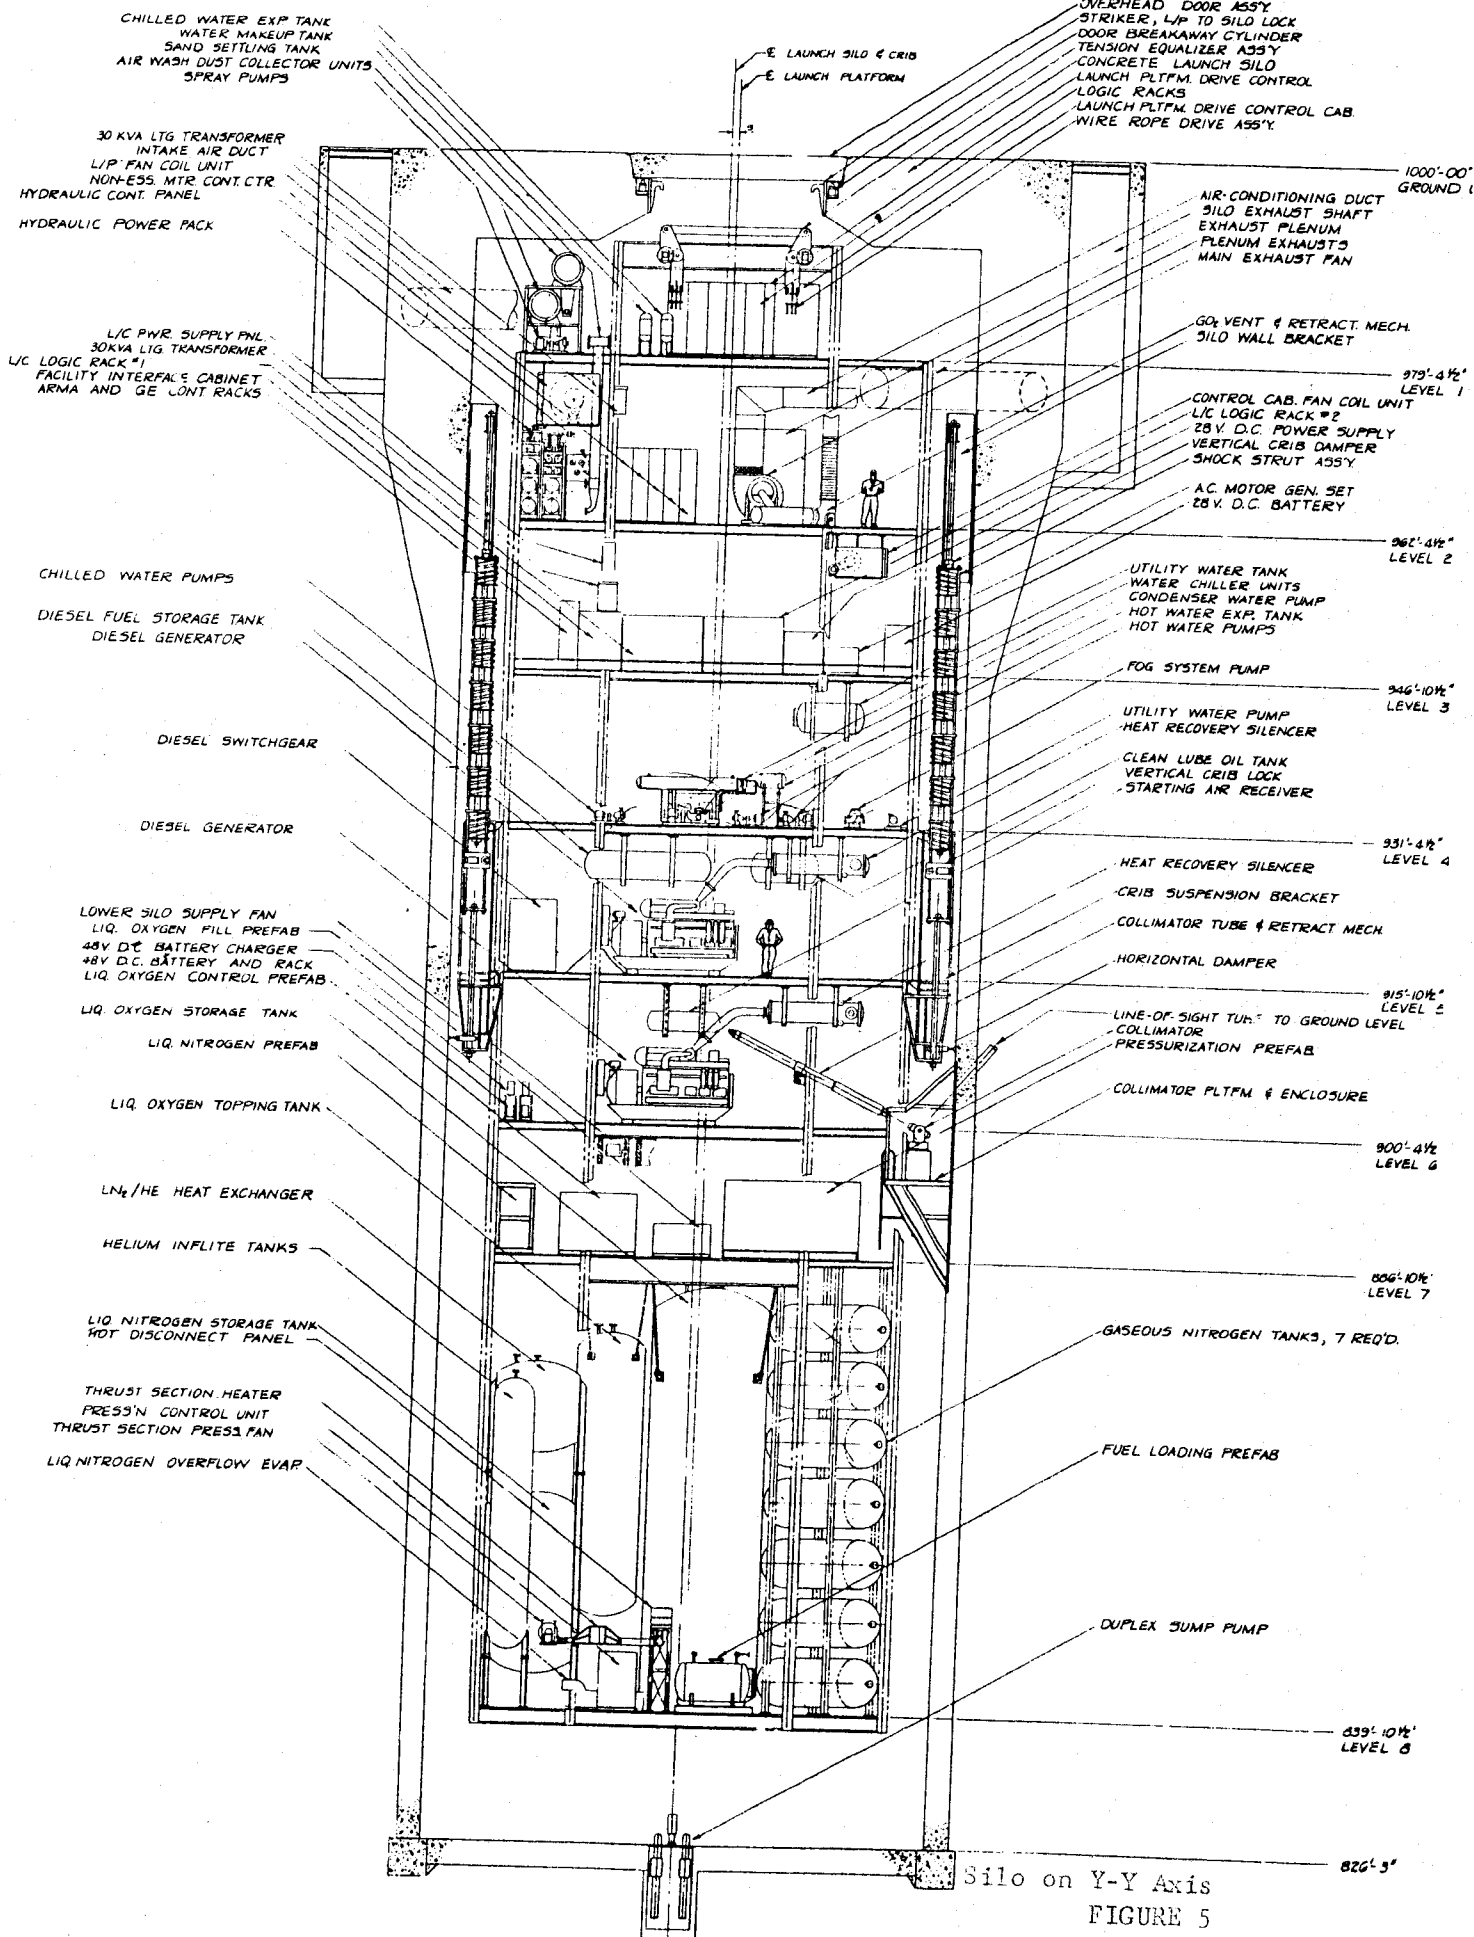 CHILLED WATER EXP TANK
WATER MAKEUP TANK
SAND SETTLING TANK
AIR WASH DUST COLLECTOR UNITS
SPRAY PUMPS
30 KVA LTG TRANSFORMER
INTAKE AIR DUCT
L/P FAN COIL UNIT
NON-ESS. MTR CONT. CTR
HYDRAULIC CONT. PANEL
HYDRAULIC POWER PACK
L/C PWR. SUPPLY PNL.
30KVA LTG. TRANSFORMER
L/C LOGIC RACK #1
FACILITY INTERFACE CABINET
ARMA AND GE CONT RACKS
CHILLED WATER PUMPS
DIESEL FUEL STORAGE TANK
DIESEL GENERATOR
DIESEL SWITCHGEAR
DIESEL GENERATOR
LOWER SILO SUPPLY FAN
LIQ. OXYGEN FILL PREFAB
48V DC BATTERY CHARGER
48V D.C. BATTERY AND RACK
LIQ. OXYGEN CONTROL PREFAB
LIQ. OXYGEN STORAGE TANK
LIQ. NITROGEN PREFAB
LIQ. OXYGEN TOPPING TANK
LN₂/HE HEAT EXCHANGER
HELIUM INFLITE TANKS
LIQ NITROGEN STORAGE TANK
HOT DISCONNECT PANEL
THRUST SECTION HEATER
PRESS'N CONTROL UNIT
THRUST SECTION PRESS. FAN
LIQ NITROGEN OVERFLOW EVAP.
℄ LAUNCH SILO & CRIB
℄ LAUNCH PLATFORM
OVERHEAD DOOR ASSY
STRIKER, L/P TO SILO LOCK
DOOR BREAKAWAY CYLINDER
TENSION EQUALIZER ASS'Y
CONCRETE LAUNCH SILO
LAUNCH PLTFM. DRIVE CONTROL
LOGIC RACKS
LAUNCH PLTFM. DRIVE CONTROL CAB.
WIRE ROPE DRIVE ASS'Y.
1000'-00"
GROUND
AIR-CONDITIONING DUCT
SILO EXHAUST SHAFT
EXHAUST PLENUM
PLENUM EXHAUSTS
MAIN EXHAUST FAN
GO₂ VENT & RETRACT. MECH.
SILO WALL BRACKET
979'-4½"
LEVEL 1
CONTROL CAB. FAN COIL UNIT
L/C LOGIC RACK #2
28 V. D.C. POWER SUPPLY
VERTICAL CRIB DAMPER
SHOCK STRUT ASS'Y.
A.C. MOTOR GEN. SET
28 V. D.C. BATTERY
962'-4½"
LEVEL 2
UTILITY WATER TANK
WATER CHILLER UNITS
CONDENSER WATER PUMP
HOT WATER EXP. TANK
HOT WATER PUMPS
FOG SYSTEM PUMP
946'-10½"
LEVEL 3
UTILITY WATER PUMP
HEAT RECOVERY SILENCER
CLEAN LUBE OIL TANK
VERTICAL CRIB LOCK
STARTING AIR RECEIVER
931'-4½"
LEVEL 4
HEAT RECOVERY SILENCER
CRIB SUSPENSION BRACKET
COLLIMATOR TUBE & RETRACT MECH.
HORIZONTAL DAMPER
915'-10½"
LEVEL 5
LINE-OF-SIGHT TO GROUND LEVEL
COLLIMATOR
PRESSURIZATION PREFAB
COLLIMATOR PLTFM & ENCLOSURE
900'-4½
LEVEL 6
886'-10½"
LEVEL 7
GASEOUS NITROGEN TANKS, 7 REQ'D.
FUEL LOADING PREFAB
DUPLEX SUMP PUMP
839'-10½"
LEVEL 8
826'-3"
Silo on Y-Y Axis
FIGURE 5